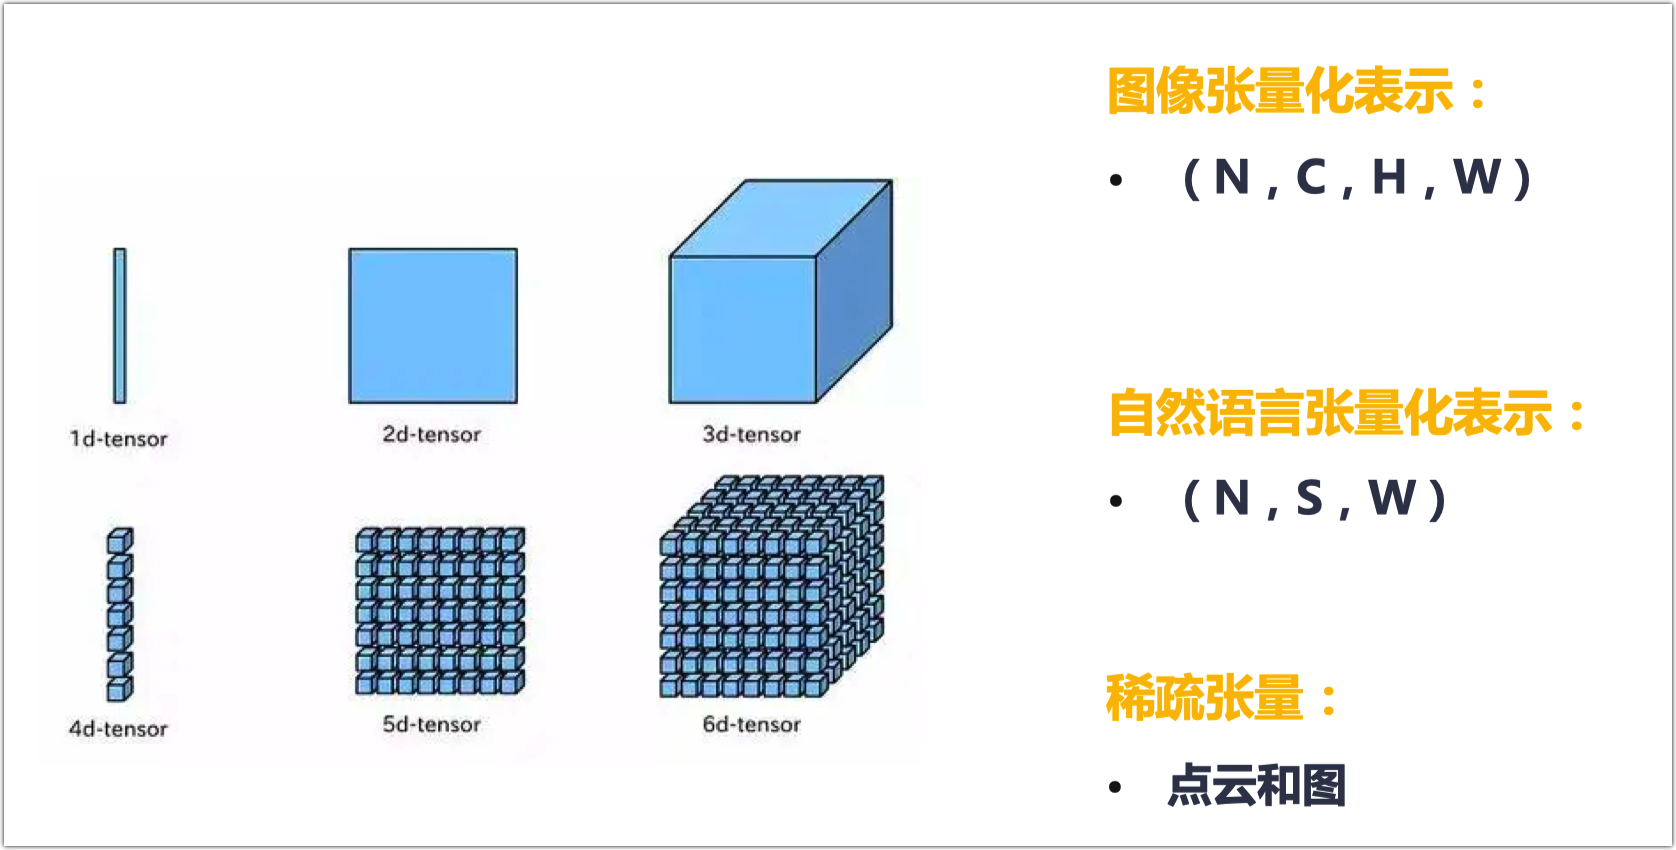 1d-tensor
2d-tensor
3d-tensor
4d-tensor
5d-tensor
6d-tensor
图像张量化表示：
• （N，C，H，W）
自然语言张量化表示：
• （N，S，W）
稀疏张量：
• 点云和图